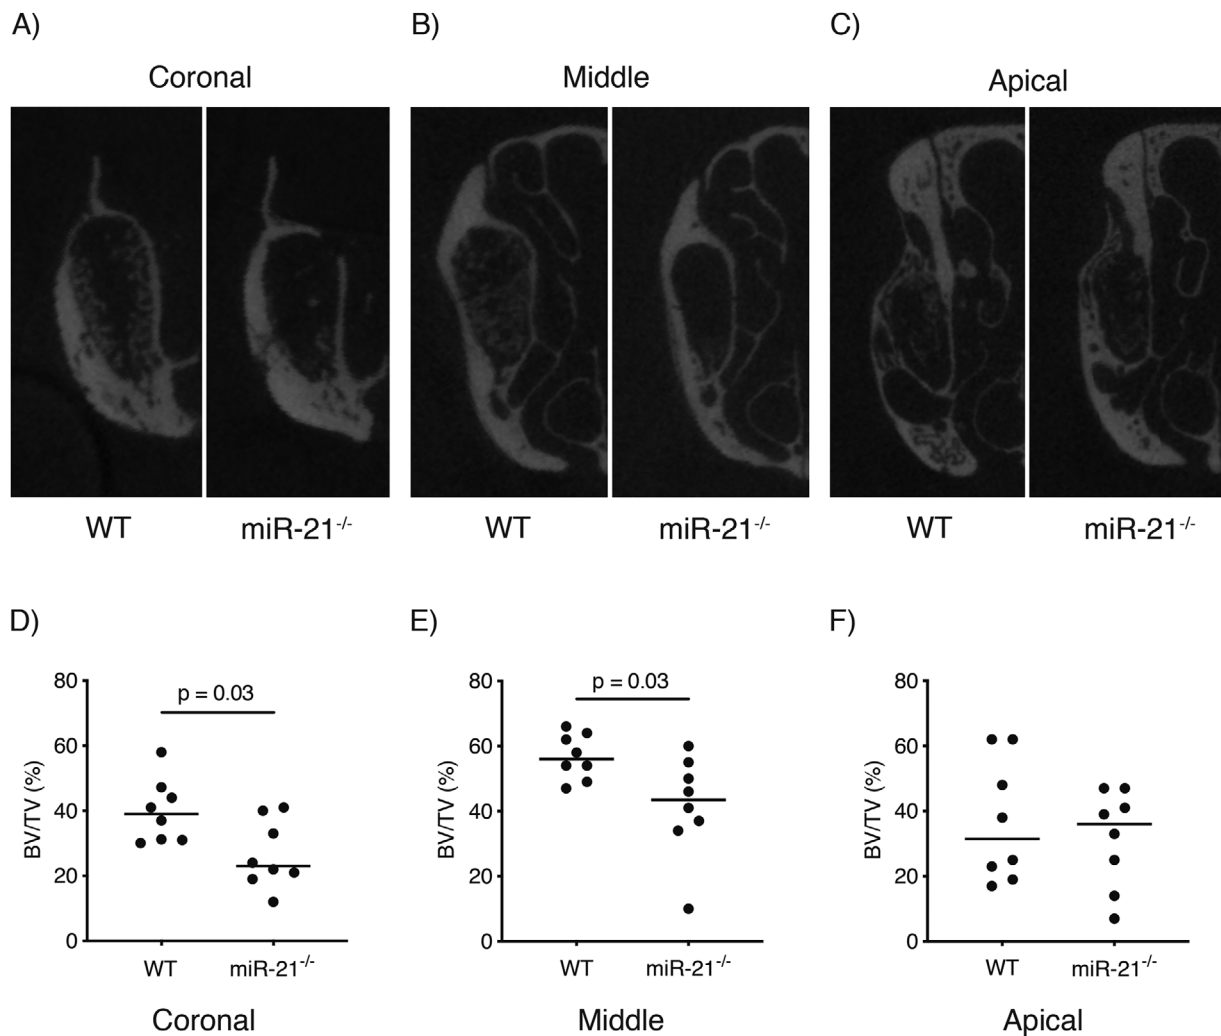 A)
B)
C)
Coronal
Middle
Apical
WT
miR-21-/-
WT
miR-21-/-
WT
miR-21-/-
D)
E)
F)
80
60
40
20
0
BV/TV (%)
p = 0.03
WT
miR-21-/-
Coronal
80
60
40
20
0
BV/TV (%)
p = 0.03
WT
miR-21-/-
Middle
80
60
40
20
0
BV/TV (%)
WT
miR-21-/-
Apical